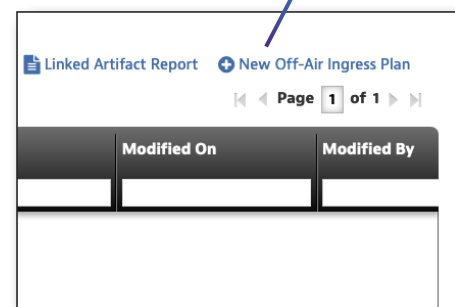 Linked Artifact Report New Off-Air Ingress Plan
Page 1 of 1
Modified On Modified By